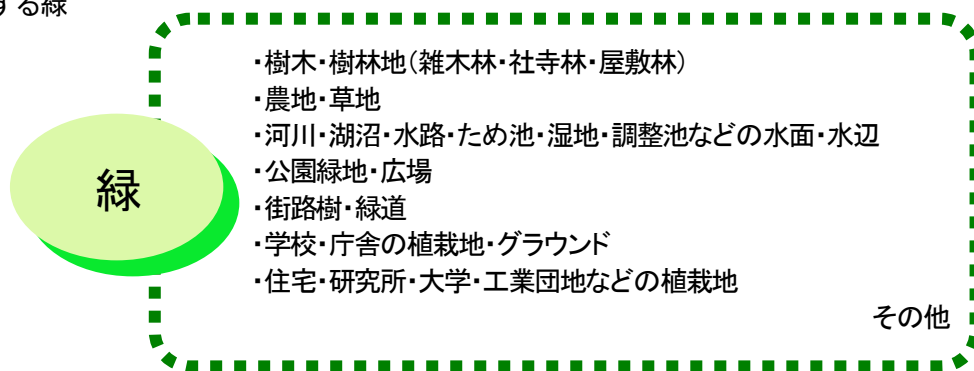 する緑
・樹木・樹林地（雑木林・社寺林・屋敷林）
・農地・草地
・河川・湖沼・水路・ため池・湿地・調整池などの水面・水辺
緑
・公園緑地・広場
・街路樹・緑道
・学校・庁舎の植栽地・グラウンド
・住宅・研究所・大学・工業団地などの植栽地
その他